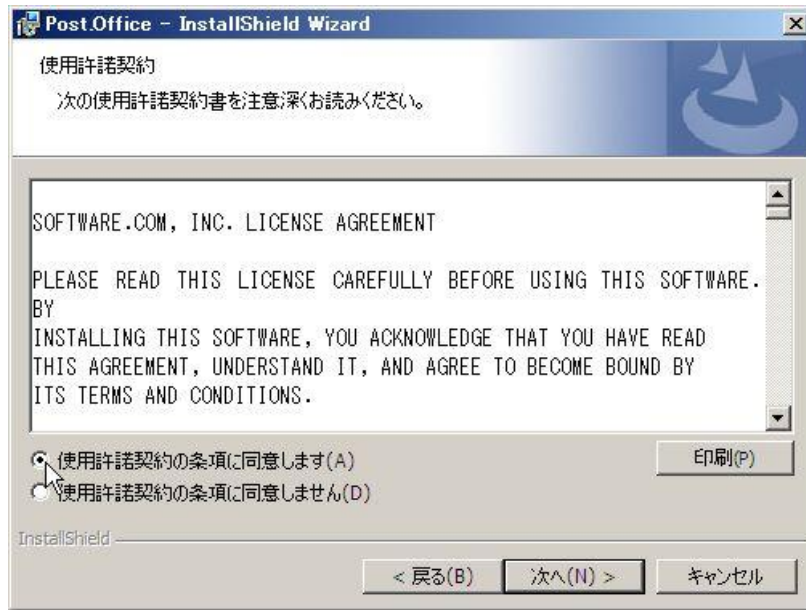 Post.Office - InstallShield Wizard
使用許諾契約
次の使用許諾契約書を注意深くお読みください。
SOFTWARE.COM, INC. LICENSE AGREEMENT
PLEASE READ THIS LICENSE CAREFULLY BEFORE USING THIS SOFTWARE.
BY
INSTALLING THIS SOFTWARE, YOU ACKNOWLEDGE THAT YOU HAVE READ
THIS AGREEMENT, UNDERSTAND IT, AND AGREE TO BECOME BOUND BY
ITS TERMS AND CONDITIONS.
使用許諾契約の条項に同意します(A)
印刷(P)
使用許諾契約の条項に同意しません(D)
InstallShield
< 戻る(B)
次へ(N) >
キャンセル